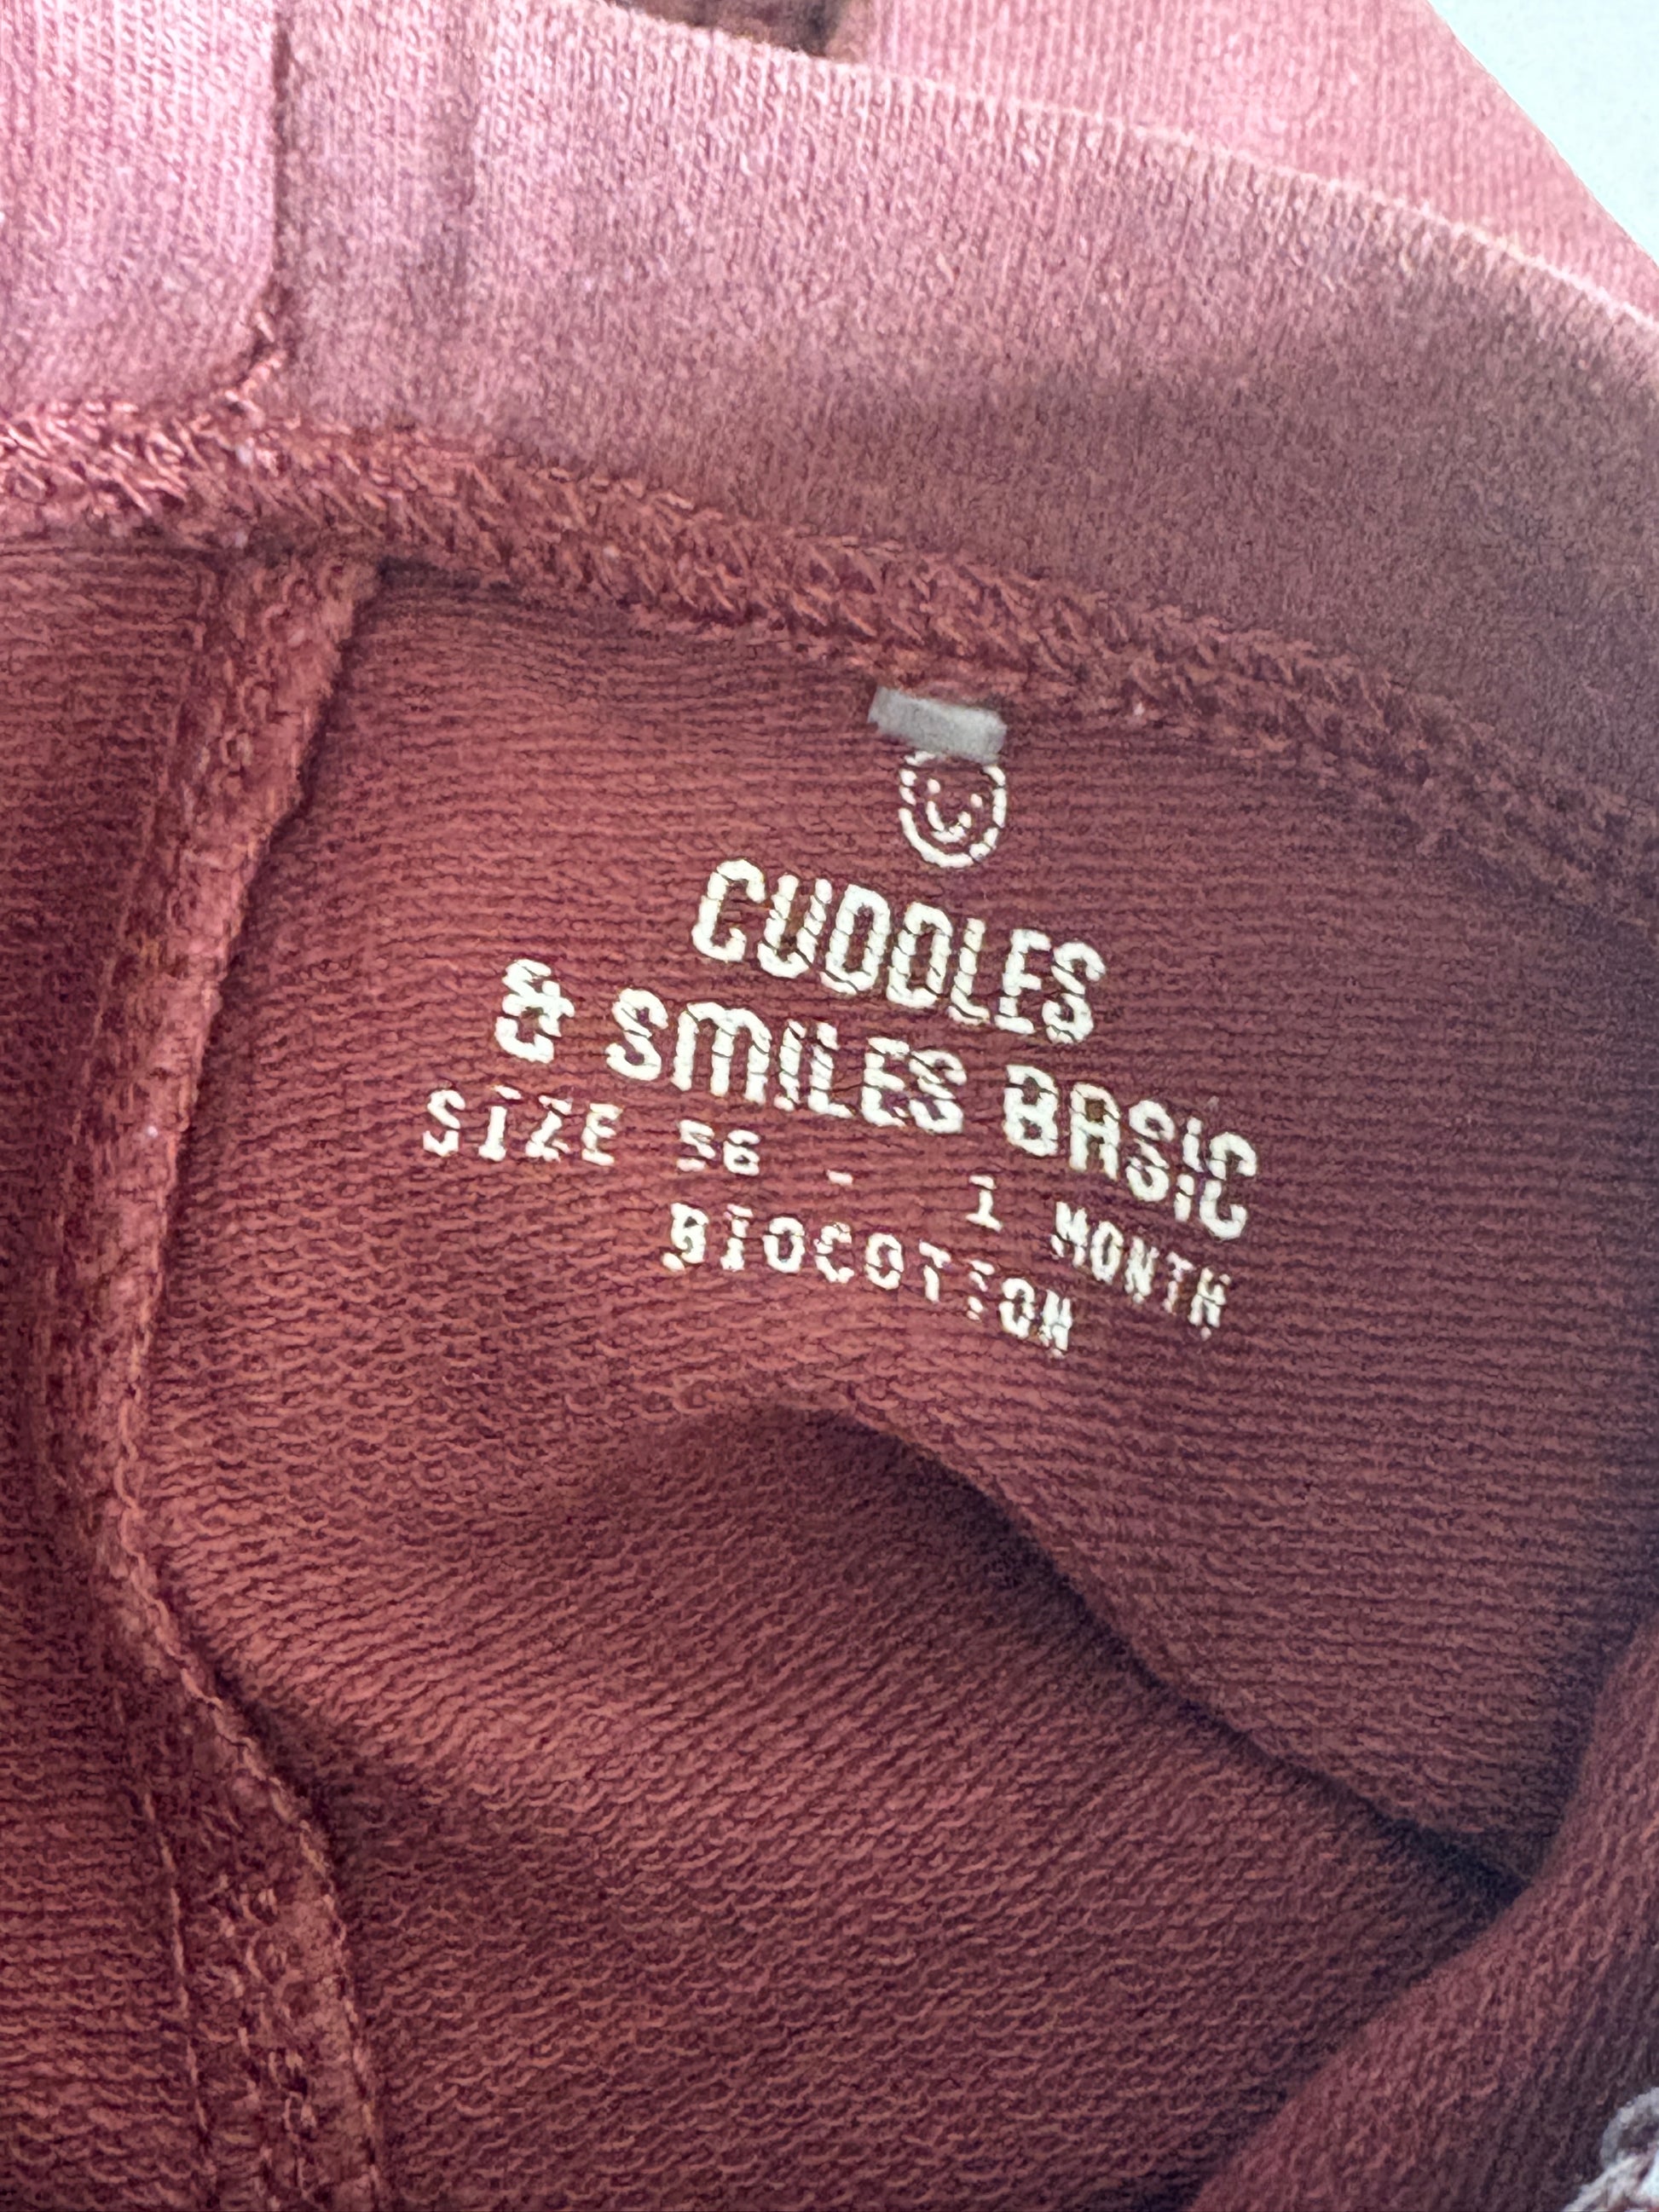 CUDDLES
& SMILES BASIC
SIZE 56 - 1 MONTH
BIOCOTTON